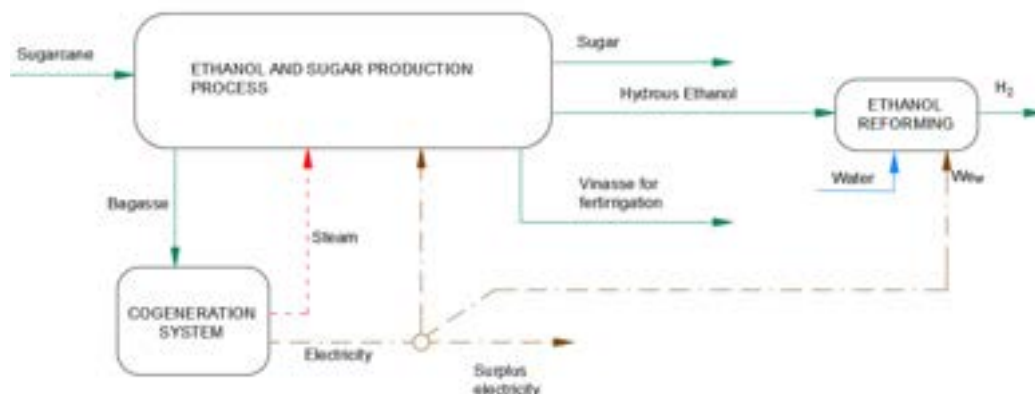 Sugarcane
ETHANOL AND SUGAR PRODUCTION
PROCESS
Sugar
Hydrous Ethanol
ETHANOL
REFORMING
H2
Bagasse
Steam
Vinasse for
fertirrigation
Water
COGENERATION
SYSTEM
Electricity
Surplus
electricity